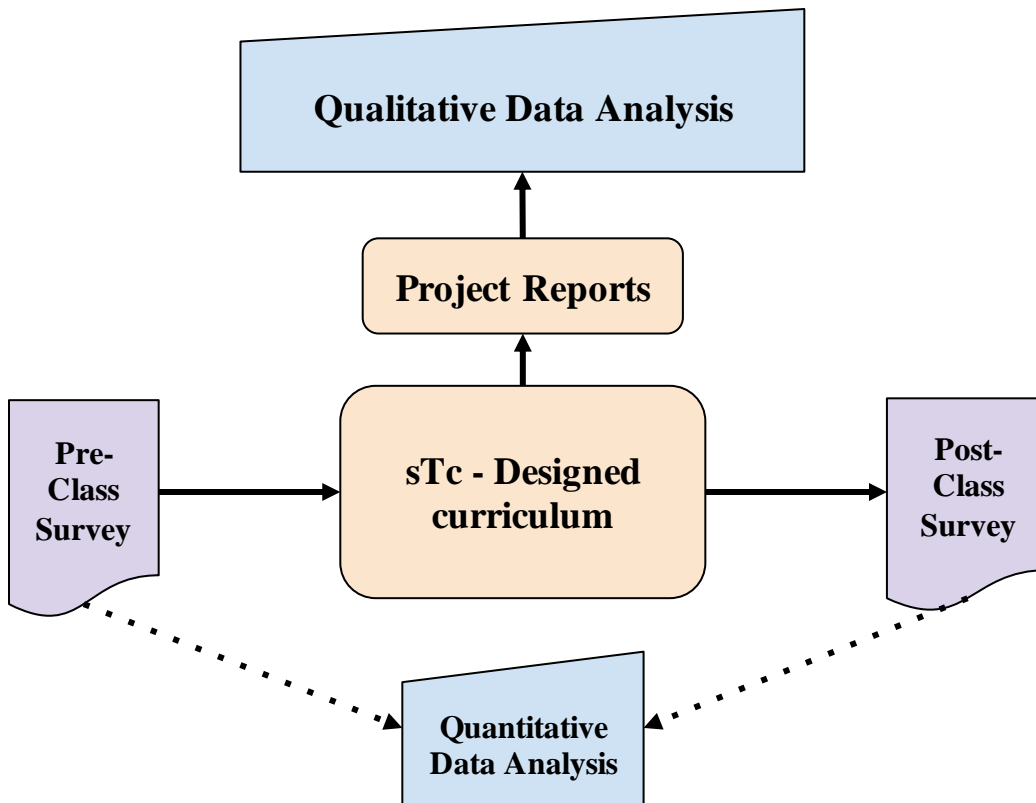 Qualitative Data Analysis
Project Reports
Pre-
Class
Survey
sTc - Designed
curriculum
Post-
Class
Survey
Quantitative
Data Analysis